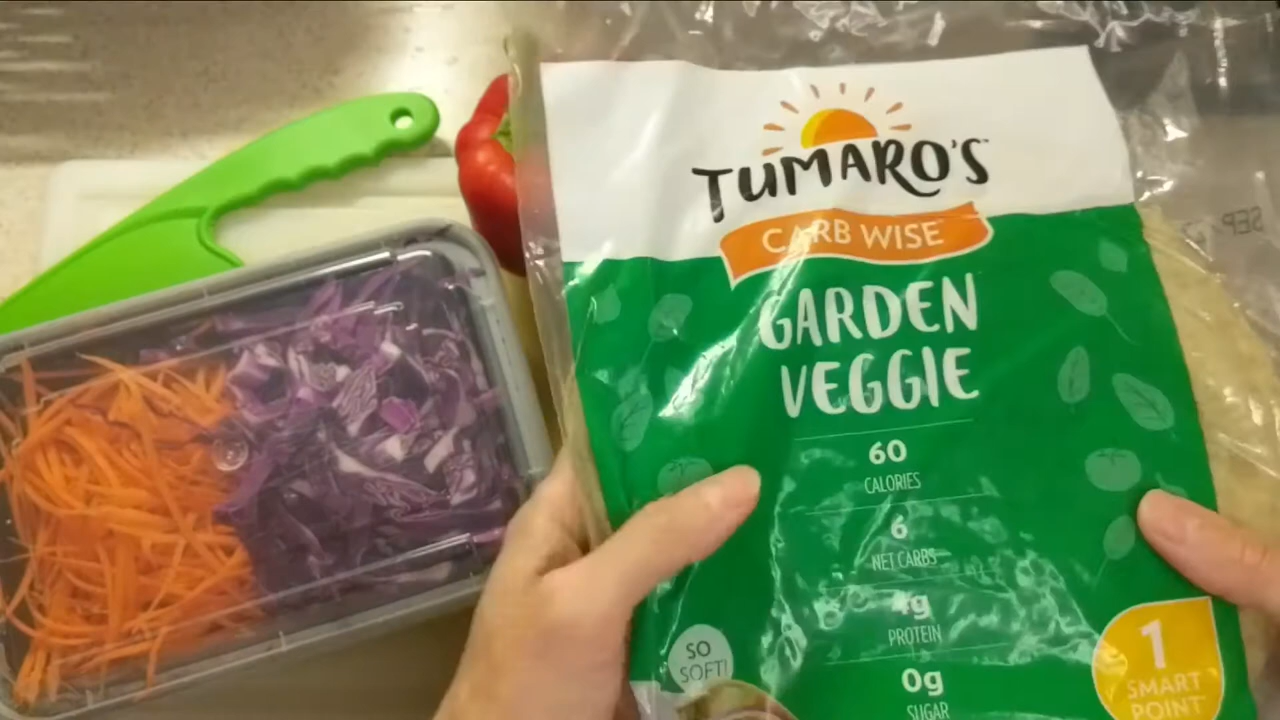 TUMARO'S
CARB WISE
GARDEN
VEGGIE
60
CALORIES
6
NET CARBS
4g
PROTEIN
0g
SUGAR
SO
SOFT!
1
SMART
POINT
SEP